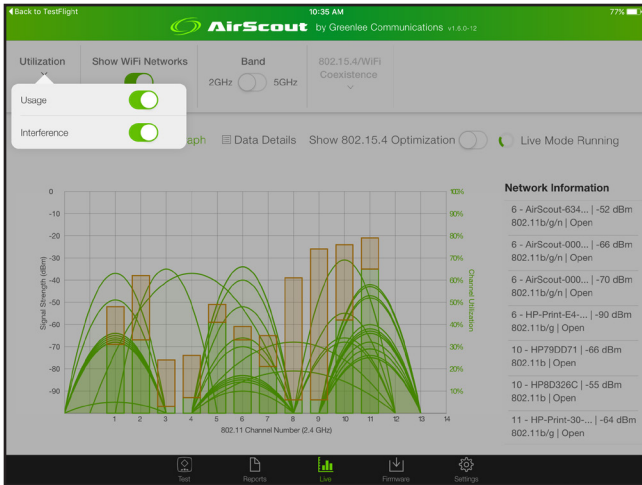 Back to TestFlight 10:35 AM 77%
AirScout by Greenlee Communications v1.6.0-12
Utilization Show WiFi Networks Band 802.15.4/WiFi
Coexistence
2GHz 5GHz
Usage
Interference
aph Data Details Show 802.15.4 Optimization Live Mode Running
Network Information
6 - AirScout-634... | -52 dBm
802.11b/g/n | Open
6 - AirScout-000... | -66 dBm
802.11b/g/n | Open
6 - AirScout-000... | -70 dBm
802.11b/g/n | Open
6 - HP-Print-E4-... | -90 dBm
802.11b/g | Open
10 - HP79DD71 | -66 dBm
802.11b | Open
10 - HP8D326C | -55 dBm
802.11b | Open
11 - HP-Print-30-... | -64 dBm
802.11b/g | Open
Signal Strength (dBm)
0
-10
-20
-30
-40
-50
-60
-70
-80
-90
100%
90%
80%
70%
60%
50%
40%
30%
20%
10%
Channel Utilization
1 2 3 4 5 6 7 8 9 10 11 12 13 14
802.11 Channel Number (2.4 GHz)
Test Reports Live Firmware Settings